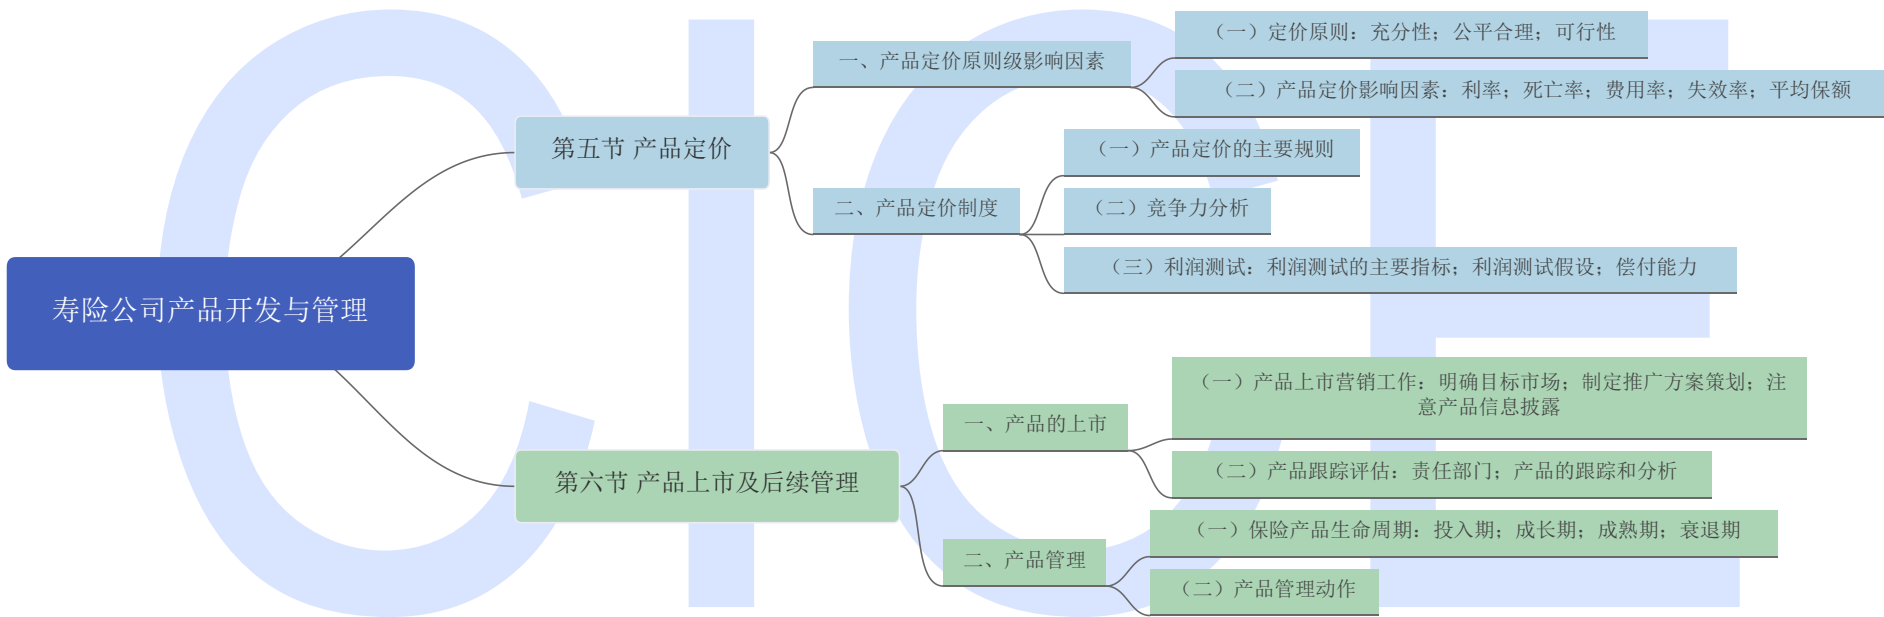 寿险公司产品开发与管理
第五节 产品定价
一、产品定价原则级影响因素
（一）定价原则：充分性；公平合理；可行性
（二）产品定价影响因素：利率；死亡率；费用率；失效率；平均保额
二、产品定价制度
（一）产品定价的主要规则
（二）竞争力分析
（三）利润测试：利润测试的主要指标；利润测试假设；偿付能力
第六节 产品上市及后续管理
一、产品的上市
（一）产品上市营销工作：明确目标市场；制定推广方案策划；注
意产品信息披露
（二）产品跟踪评估：责任部门；产品的跟踪和分析
二、产品管理
（一）保险产品生命周期：投入期；成长期；成熟期；衰退期
（二）产品管理动作
CICE